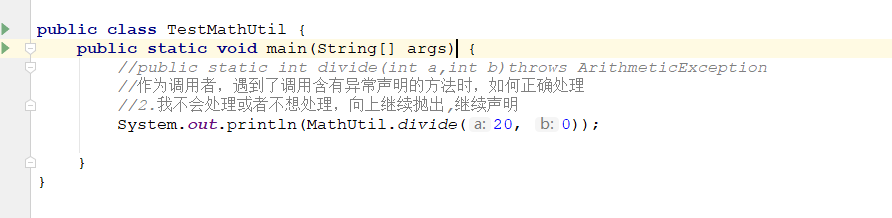 public class TestMathUtil {
public static void main(String[] args) {
//public static int divide(int a,int b)throws ArithmeticException
//作为调用者，遇到了调用含有异常声明的方法时，如何正确处理
//2.我不会处理或者不想处理，向上继续抛出,继续声明
System.out.println(MathUtil.divide( a: 20, b: 0));
}
}